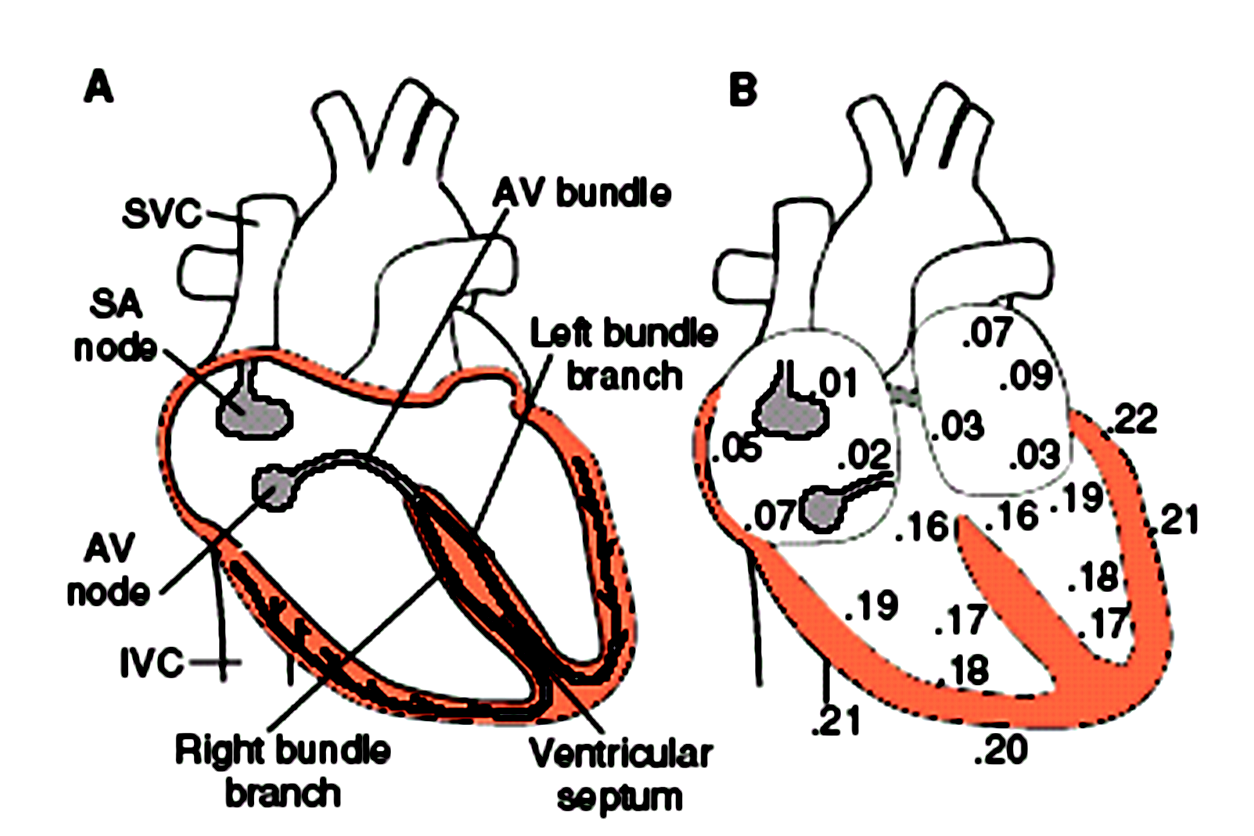 A
AV bundle
SVC
SA
node
Left bundle
branch
AV
node
IVC
Right bundle
branch
Ventricular
septum
B
.07
.01
.09
.03
.22
.05
.02
.03
.07
.16
.16
.19
.21
.18
.19
.17
.17
.18
.21
.20